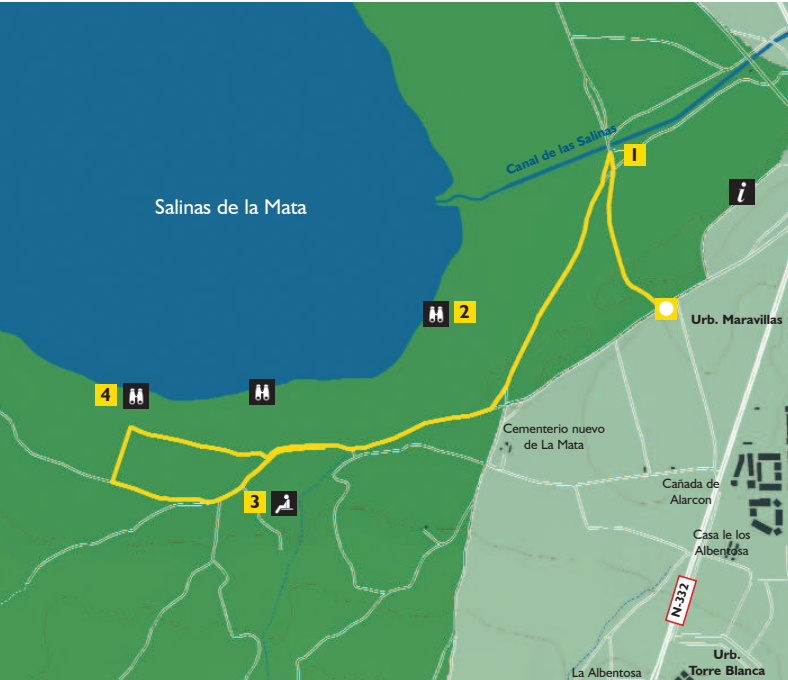 Canal de las Salinas
1
i
Salinas de la Mata
2
Urb. Maravillas
4
Cementerio nuevo
de La Mata
3
Cañada de
Alarcon
Casa le los
Albentosa
N-332
Urb.
Torre Blanca
La Albentosa